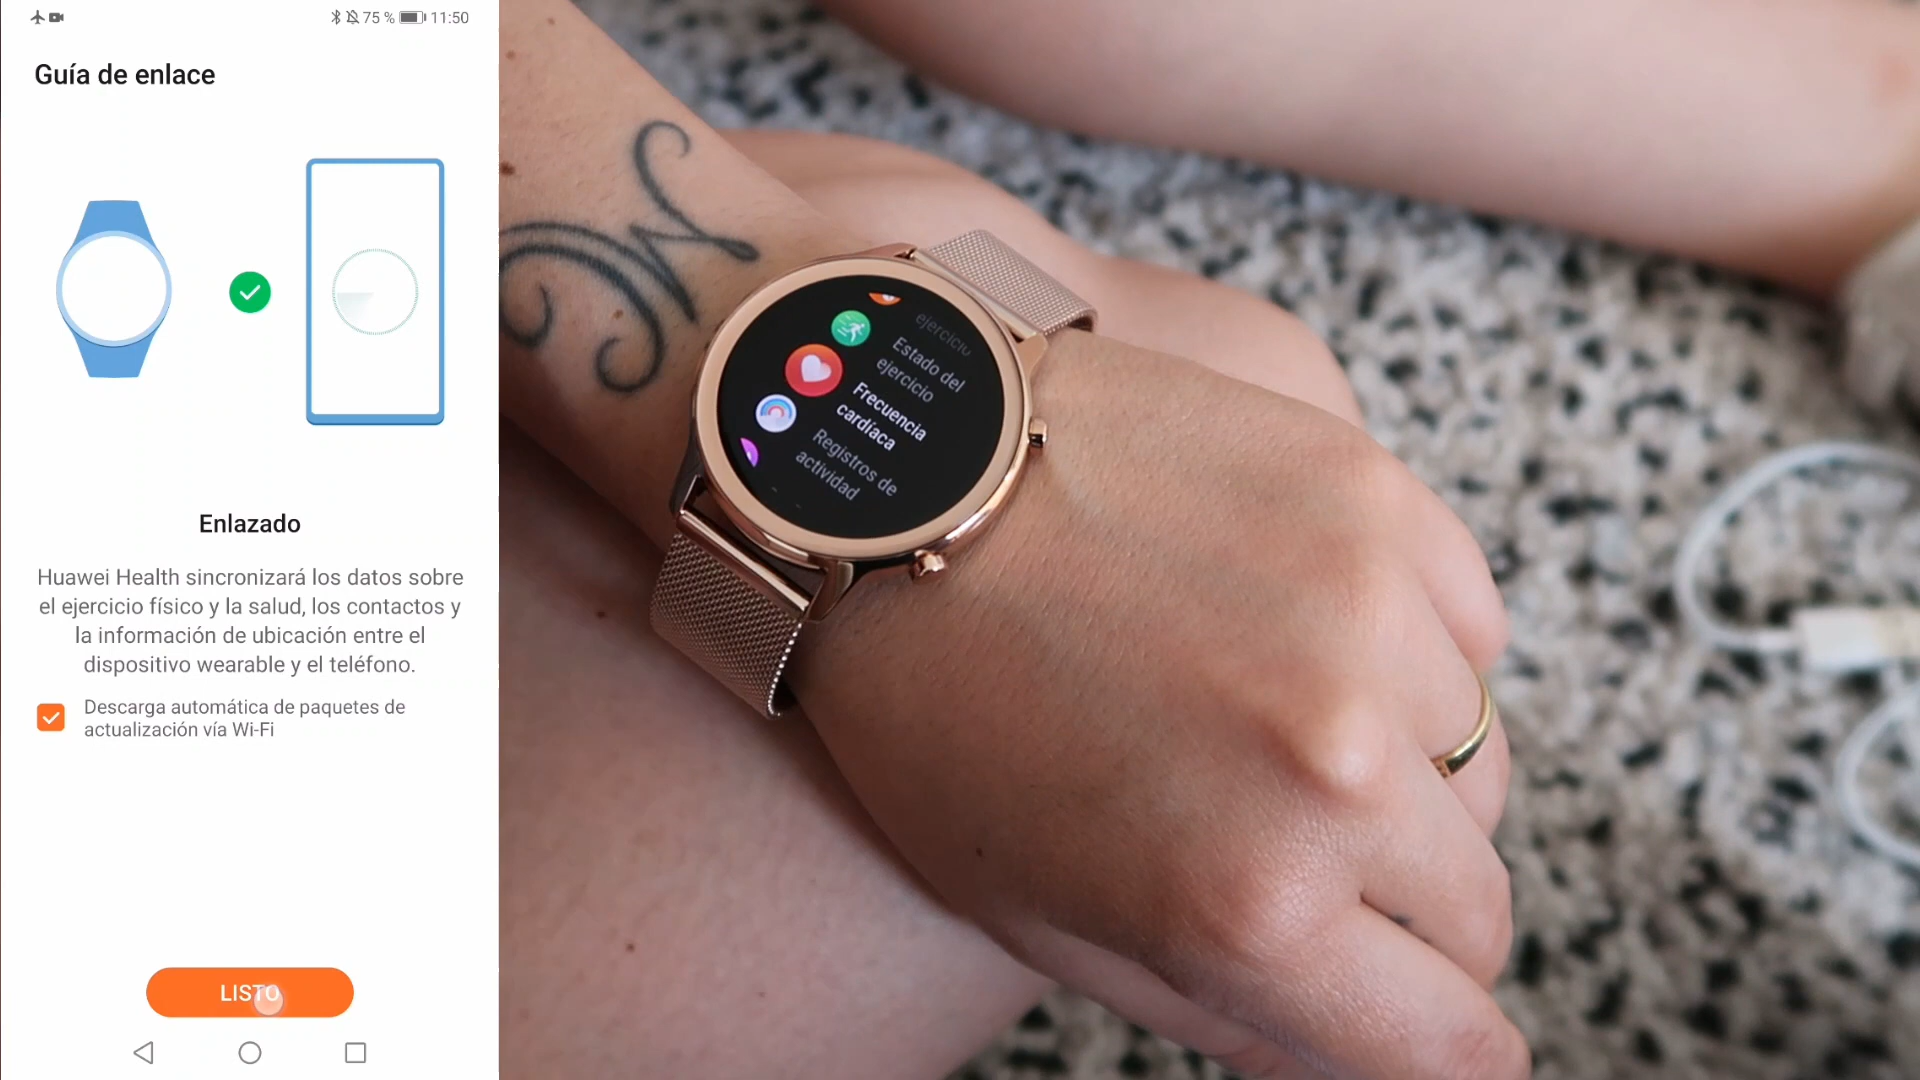 75 %
11:50
Guía de enlace
Enlazado
Huawei Health sincronizará los datos sobre
el ejercicio físico y la salud, los contactos y
la información de ubicación entre el
dispositivo wearable y el teléfono.
Descarga automática de paquetes de
actualización vía Wi-Fi
LISTO
ejercicio
Estado del
ejercicio
Frecuencia
cardíaca
Registros de
actividad